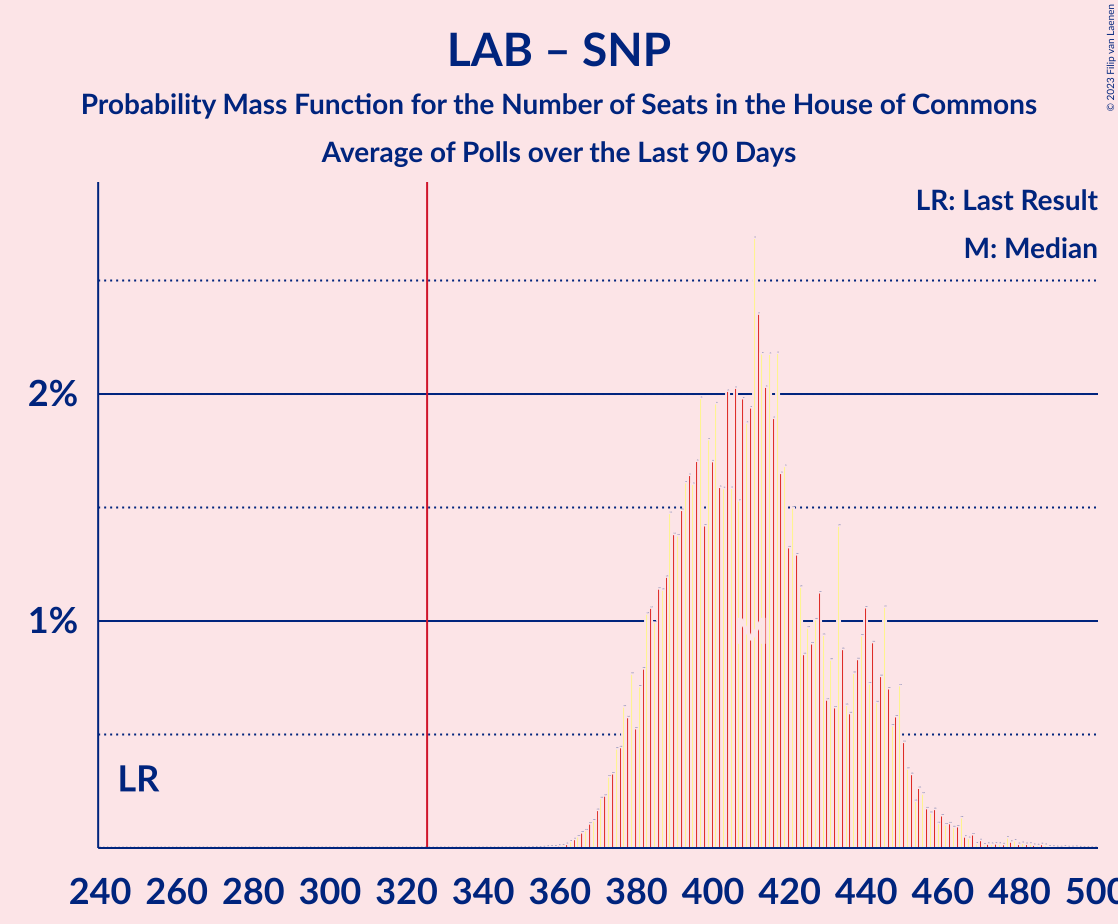 LAB – SNP
Probability Mass Function for the Number of Seats in the House of Commons
Average of Polls over the Last 90 Days
© 2023 Filip van Laenen
LR: Last Result
M: Median
2%
1%
LR
M
240 260 280 300 320 340 360 380 400 420 440 460 480 500